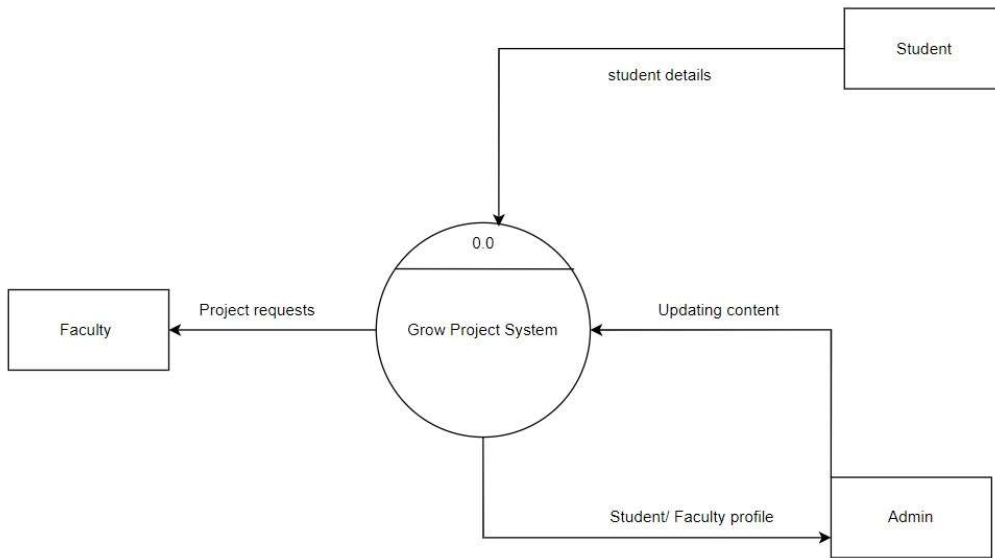 Student
student details
0.0
Project requests
Updating content
Faculty
Grow Project System
Student/ Faculty profile
Admin